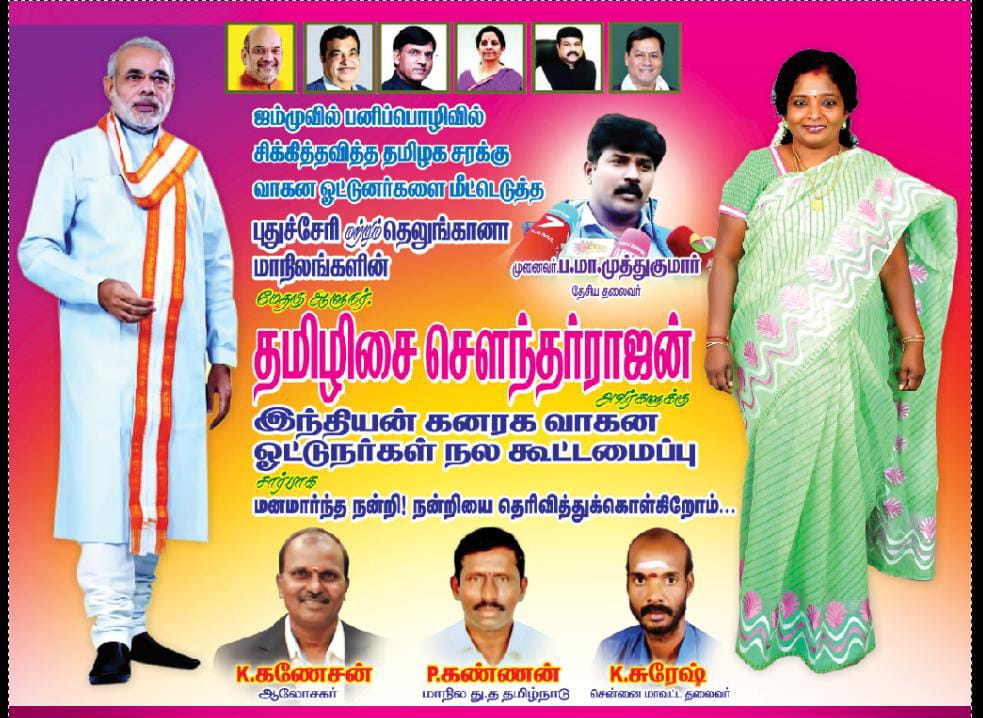 ஜம்முவில் பனிப்பொழிவில்
சிக்கித்தவித்த தமிழக சரக்கு
வாகன ஓட்டுனர்களை மீட்டெடுத்த
புதுச்சேரி மற்றும் தெலுங்கானா
மாநிலங்களின்
மேதகு ஆளுநர்.
முனைவர்.ப.மா.முத்துகுமார்
தேசிய தலைவர்
தமிழிசை சௌந்தர்ராஜன்
அவர்களுக்கு
இந்தியன் கனரக வாகன
ஓட்டுநர்கள் நல கூட்டமைப்பு
சார்பாக
மனமார்ந்த நன்றி! நன்றியை தெரிவித்துக்கொள்கிறோம்...
K.கணேசன்
ஆலோசகர்
P.கண்ணன்
மாநில து.த தமிழ்நாடு
K.சுரேஷ்
சென்னை மாவட்ட தலைவர்